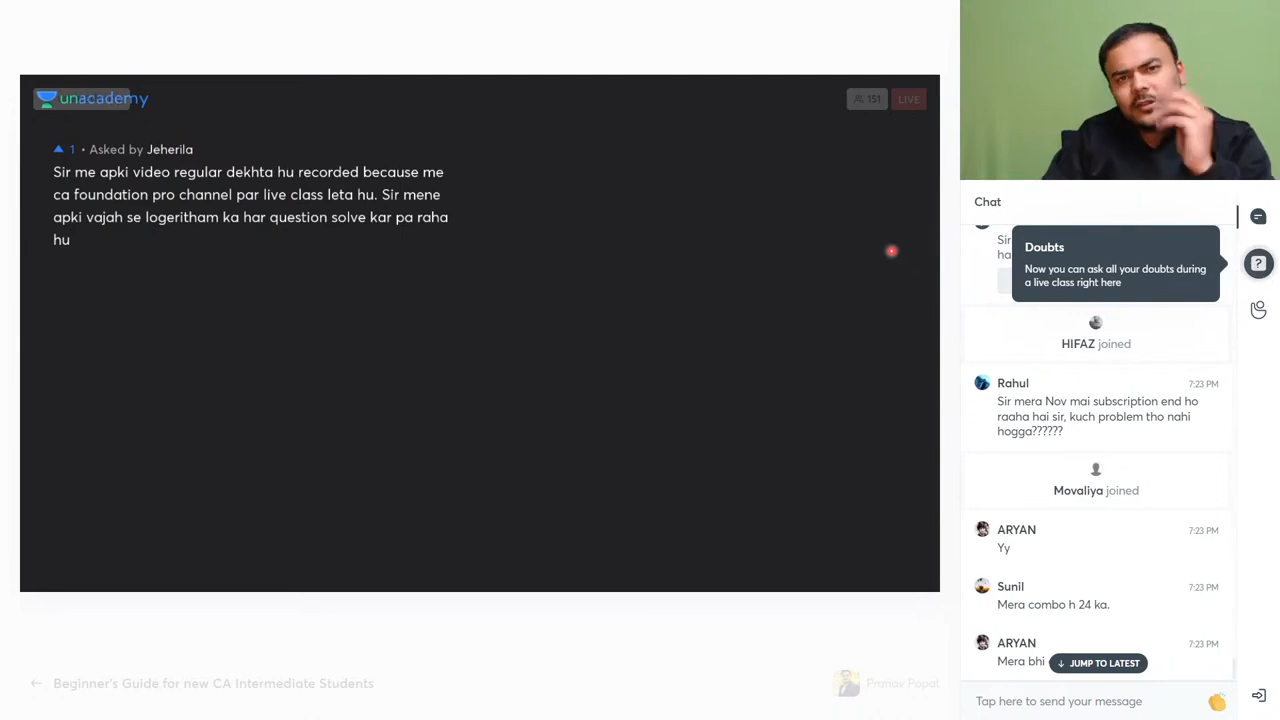 unacademy
151
LIVE
1 • Asked by Jeherila
Sir me apki video regular dekhta hu recorded because me
ca foundation pro channel par live class leta hu. Sir mene
apki vajah se logeritham ka har question solve kar pa raha
hu
Beginner's Guide for new CA Intermediate Students
Pranav Popat
Chat
Sir
ha
Doubts
Now you can ask all your doubts during
a live class right here
HIFAZ joined
Rahul
7:23 PM
Sir mera Nov mai subscription end ho
raaha hai sir, kuch problem tho nahi
hogga??????
Movaliya joined
ARYAN
7:23 PM
Yy
Sunil
7:23 PM
Mera combo h 24 ka.
ARYAN
7:23 PM
Mera bhi
↓ JUMP TO LATEST
Tap here to send your message